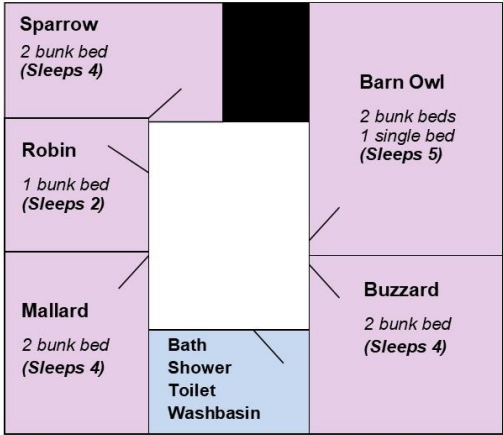 Sparrow
2 bunk bed
(Sleeps 4)
Barn Owl
2 bunk beds
1 single bed
(Sleeps 5)
Robin
1 bunk bed
(Sleeps 2)
Mallard
2 bunk bed
(Sleeps 4)
Buzzard
2 bunk bed
(Sleeps 4)
Bath
Shower
Toilet
Washbasin